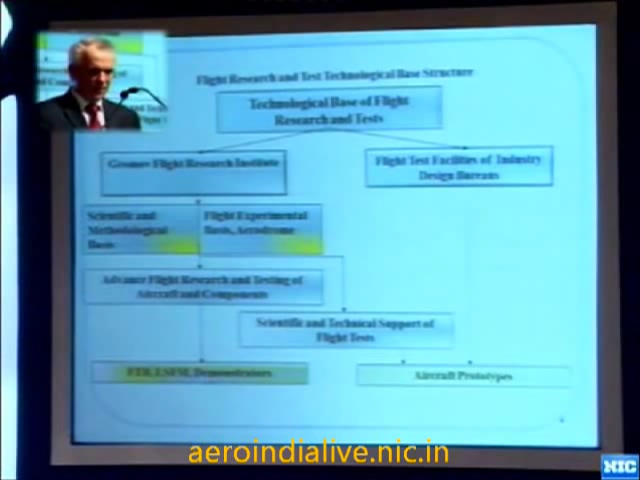 Flight Research and Test Technological Base Structure
Technological Base of Flight
Research and Tests
Gromov Flight Research Institute
Flight Test Facilities of Industry
Design Bureaus
Scientific and
Methodological
Basis
Flight Experimental
Basis, Aerodrome
Advance Flight Research and Testing of
Aircraft and Components
Scientific and Technical Support of
Flight Tests
Demonstrators
Aircraft Prototypes
aeroindialive.nic.in
NIC